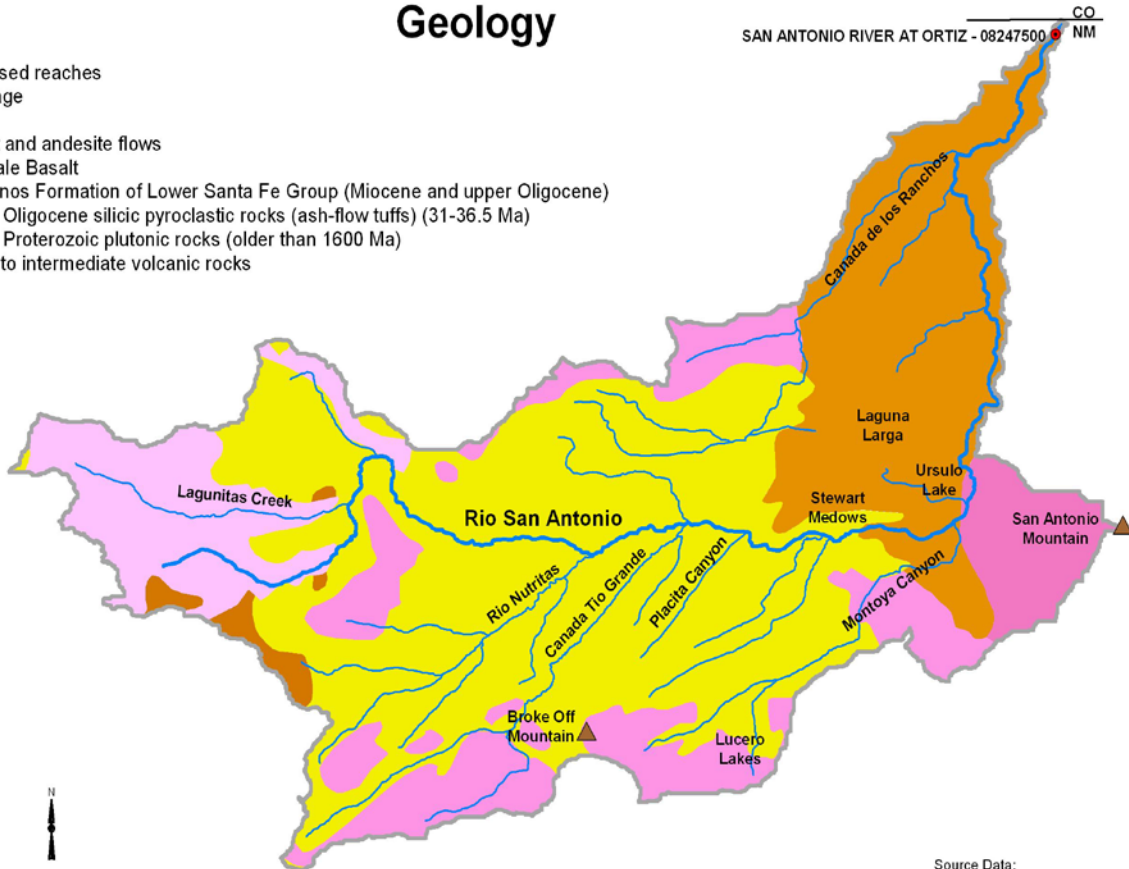 Geology
CO
NM
SAN ANTONIO RIVER AT ORTIZ - 08247500
sed reaches
ge
and andesite flows
ale Basalt
nos Formation of Lower Santa Fe Group (Miocene and upper Oligocene)
Oligocene silicic pyroclastic rocks (ash-flow tuffs) (31-36.5 Ma)
Proterozoic plutonic rocks (older than 1600 Ma)
to intermediate volcanic rocks
Canada de los Ranchos
Laguna
Larga
Ursulo
Lake
Lagunitas Creek
Rio San Antonio
Stewart
Medows
San Antonio
Mountain
Rio Nutritas
Canada Tio Grande
Placita Canyon
Montoya Canyon
Broke Off
Mountain
Lucero
Lakes
N
Source Data: